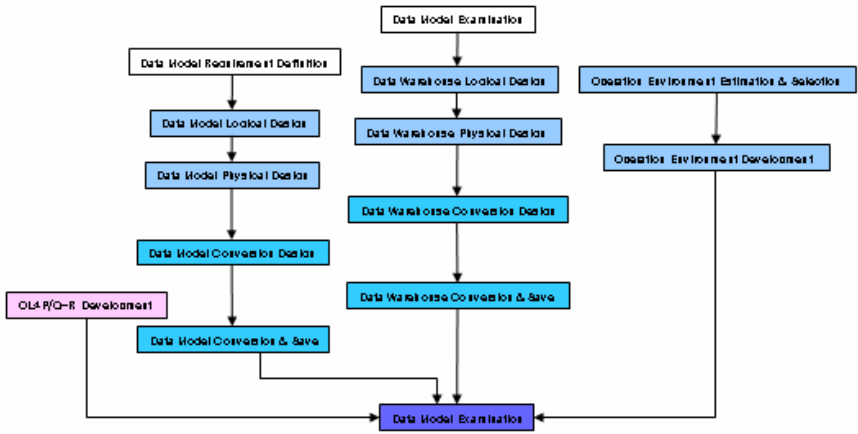 Data Model Examination
Data Model Requirement Definition
Data Warehouse Logical Design
Operation Environment Estimation & Selection
Data Model Logical Design
Data Warehouse Physical Design
Operation Environment Development
Data Model Physical Design
Data Warehouse Conversion Design
Data Model Conversion Design
OLAP/O-R Development
Data Warehouse Conversion & Save
Data Model Conversion & Save
Data Model Examination